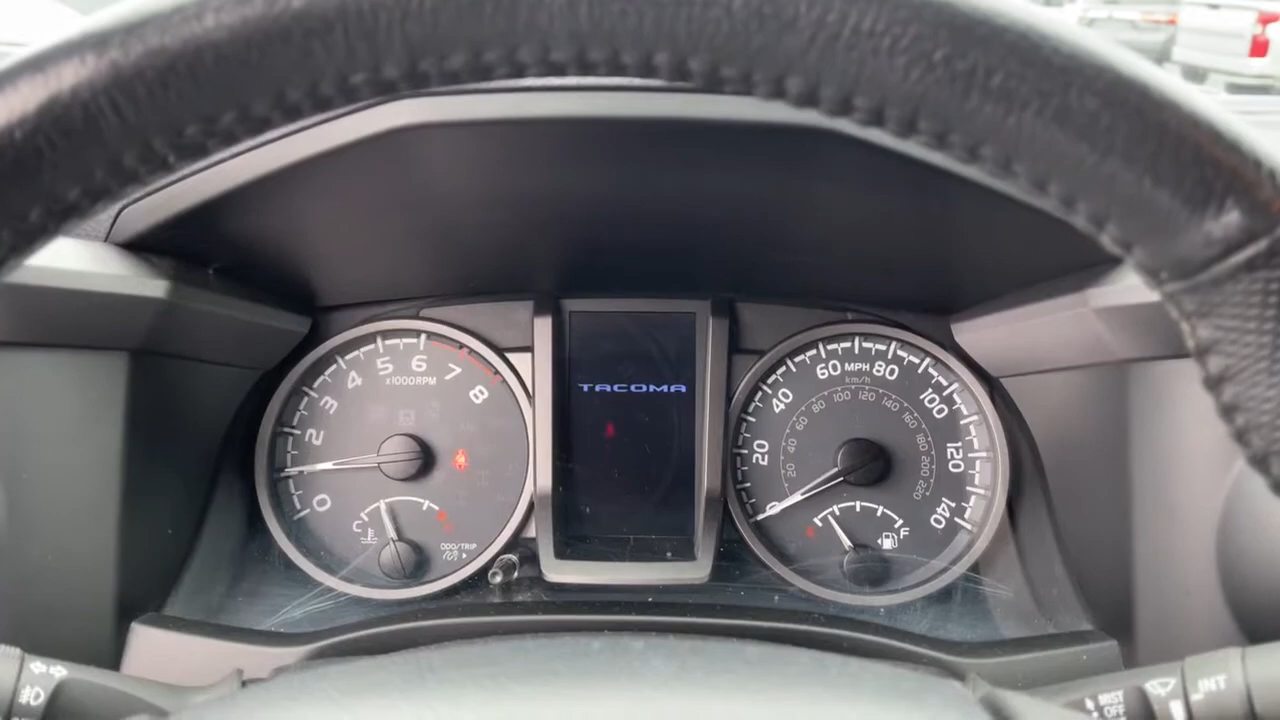 0 2 3 4 5 6 7 8
x1000RPM
C
ODO/TRIP
TACOMA
0 20 40 60 MPH 80 100 120 140
km/h
20 40 60 80 100 120 140 160 180 200 220
F
MIST
OFF
INT